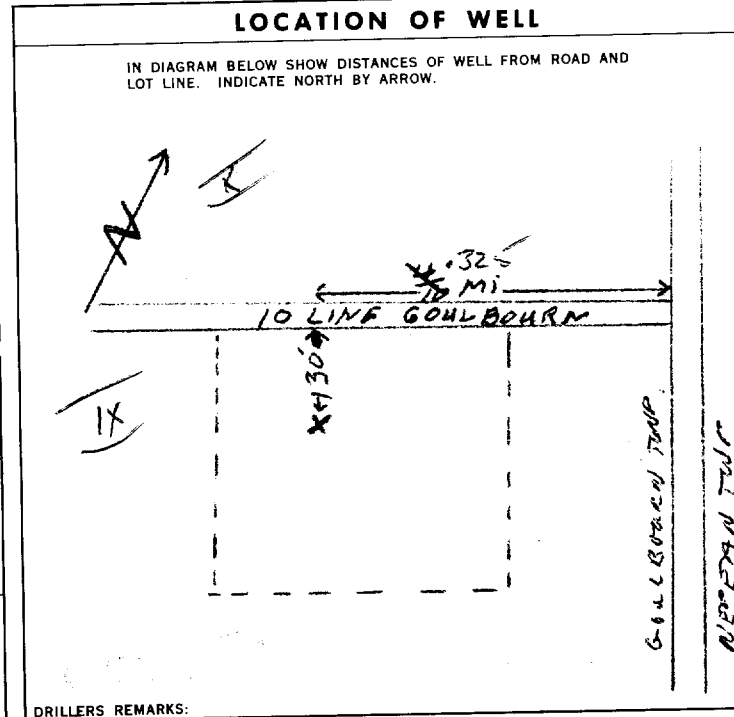 LOCATION OF WELL
IN DIAGRAM BELOW SHOW DISTANCES OF WELL FROM ROAD AND
LOT LINE. INDICATE NORTH BY ARROW.
N
X
.325
Mi
10 LINE GOULBOURN
X 30'
IX
GOULBOURN TWP.
NEPEAN TWP
DRILLERS REMARKS: